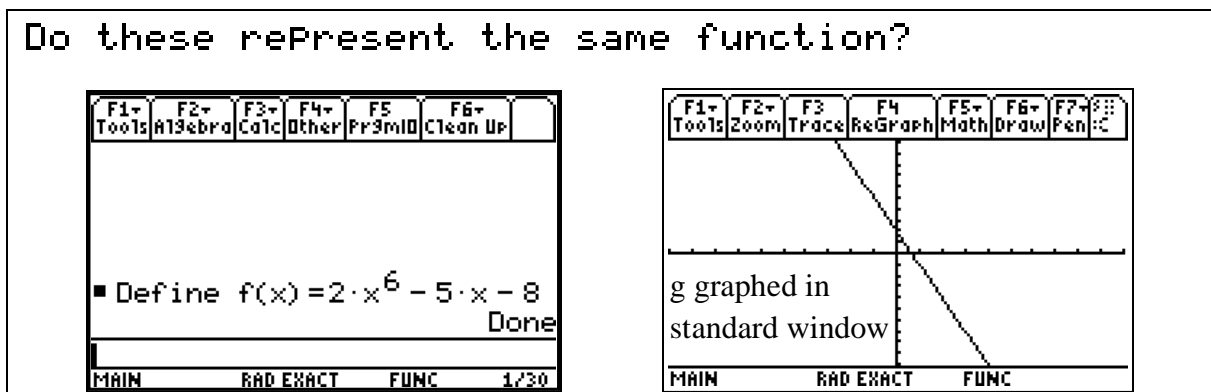 Do these rePresent the same function?
F1 F2 F3 F4 F5 F6
Tools Algebra Calc Other PrgmIO Clean Up
▪ Define f(x) = 2·x⁶ − 5·x − 8
Done
MAIN RAD EXACT FUNC 1/30
F1 F2 F3 F4 F5 F6 F7
Tools Zoom Trace ReGraph Math Draw Pen :C
g graphed in
standard window
MAIN RAD EXACT FUNC